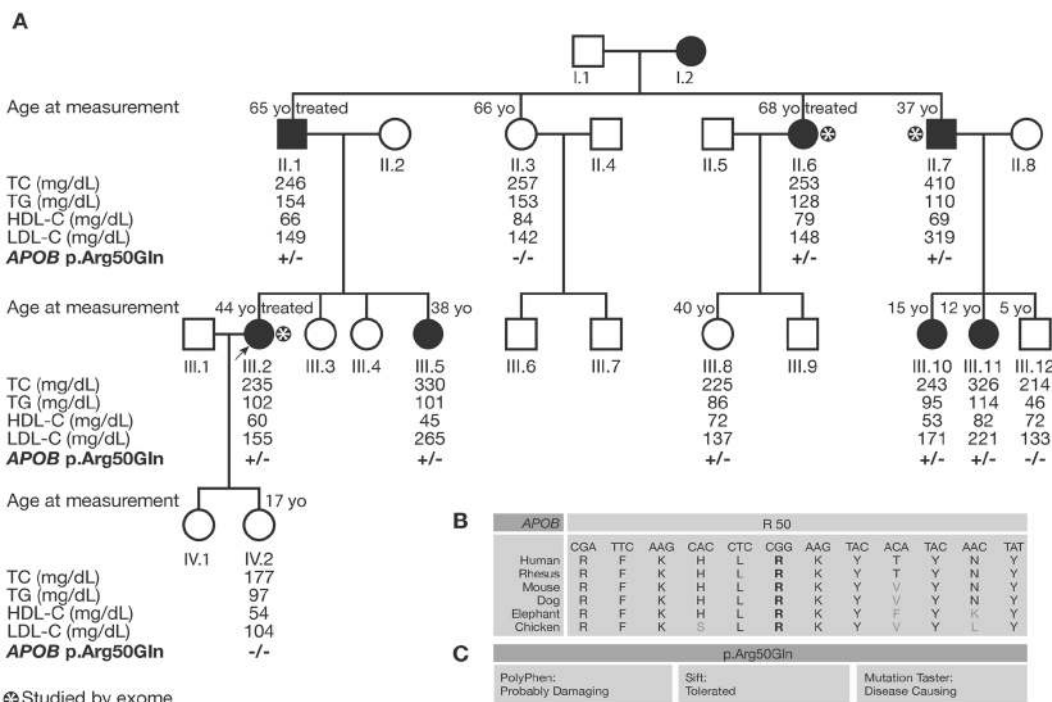 A
I.1 I.2
Age at measurement 65 yo treated 66 yo 68 yo treated 37 yo
II.1 II.2 II.3 II.4 II.5 II.6 II.7 II.8
TC (mg/dL) 246 257 253 410
TG (mg/dL) 154 153 128 110
HDL-C (mg/dL) 66 84 79 69
LDL-C (mg/dL) 149 142 148 319
APOB p.Arg50Gln +/- -/- +/- +/-
Age at measurement 44 yo treated 38 yo 40 yo 15 yo 12 yo 5 yo
III.1 III.2 III.3 III.4 III.5 III.6 III.7 III.8 III.9 III.10 III.11 III.12
TC (mg/dL) 235 330 225 243 326 214
TG (mg/dL) 102 101 86 95 114 46
HDL-C (mg/dL) 60 45 72 53 82 72
LDL-C (mg/dL) 155 265 137 171 221 133
APOB p.Arg50Gln +/- +/- +/- +/- +/- -/-
Age at measurement 17 yo
IV.1 IV.2
TC (mg/dL) 177
TG (mg/dL) 97
HDL-C (mg/dL) 54
LDL-C (mg/dL) 104
APOB p.Arg50Gln -/-
Studied by exome
B
APOB R 50
CGA TTC AAG CAC CTC CGG AAG TAC ACA TAC AAC TAT
Human R F K H L R K Y T Y N Y
Rhesus R F K H L R K Y T Y N Y
Mouse R F K H L R K Y V Y N Y
Dog R F K H L R K Y V Y N Y
Elephant R F K H L R K Y F Y K Y
Chicken R F K S L R K Y V Y L Y
C
p.Arg50Gln
PolyPhen: Sift: Mutation Taster:
Probably Damaging Tolerated Disease Causing